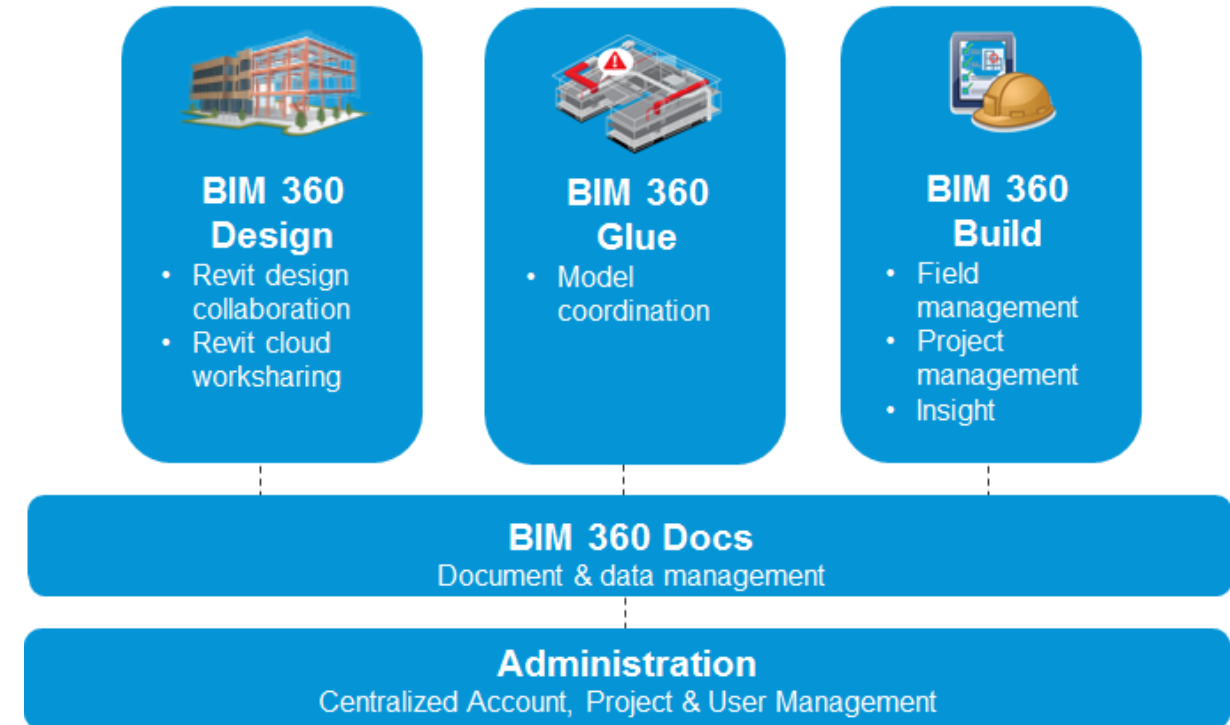 BIM 360
Design
• Revit design
collaboration
• Revit cloud
worksharing
BIM 360
Glue
• Model
coordination
BIM 360
Build
• Field
management
• Project
management
• Insight
BIM 360 Docs
Document & data management
Administration
Centralized Account, Project & User Management